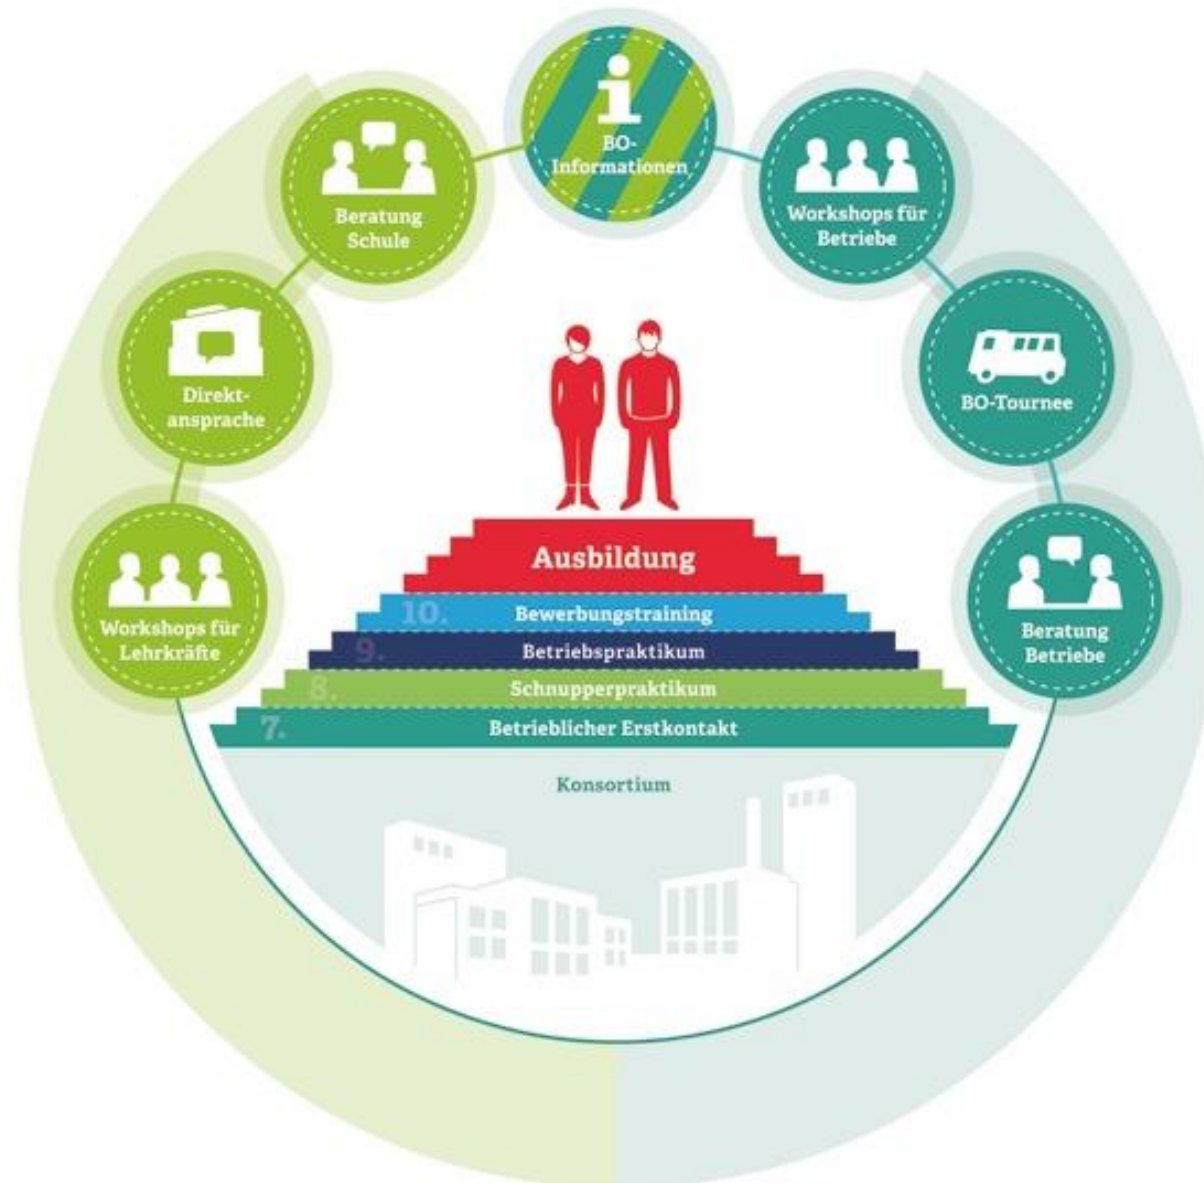 BO-
Informationen
Beratung
Schule
Workshops für
Betriebe
Direkt-
ansprache
BO-Tournee
Workshops für
Lehrkräfte
Beratung
Betriebe
Ausbildung
10. Bewerbungstraining
9. Betriebspraktikum
8. Schnupperpraktikum
7. Betrieblicher Erstkontakt
Konsortium